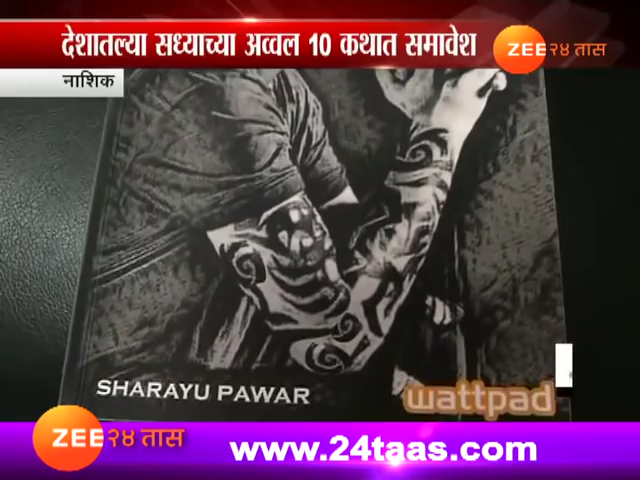 देशातल्या सध्याच्या अव्वल 10 कथात समावेश
ZEE २४ तास
नाशिक
SHARAYU PAWAR
wattpad
ZEE २४ तास
www.24taas.com